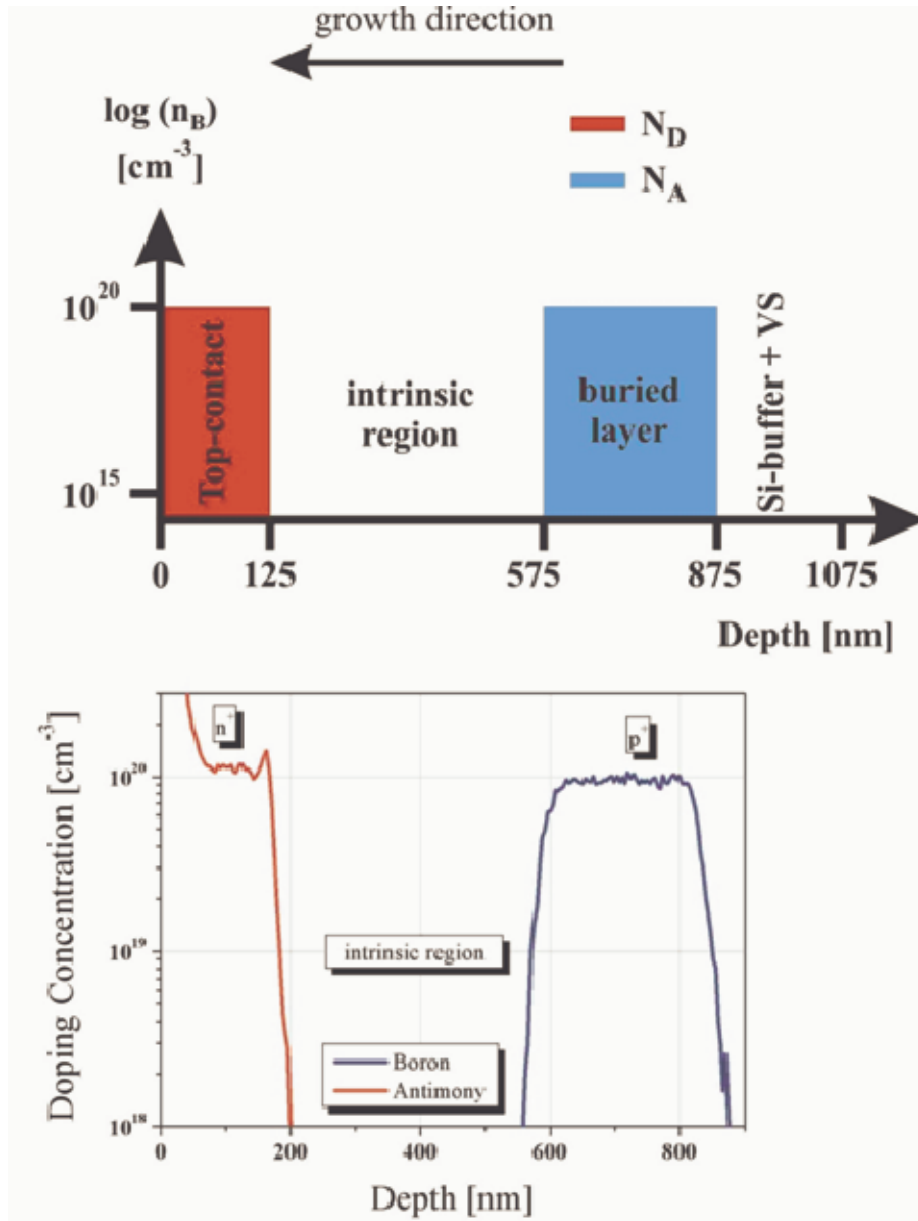 growth direction
log (n_B)
[cm^-3]
N_D
N_A
10^20
10^15
Top-contact
intrinsic
region
buried
layer
Si-buffer + VS
0 125 575 875 1075
Depth [nm]
n^+
p^+
10^20
10^19
10^18
Doping Concentration [cm^-3]
intrinsic region
Boron
Antimony
0 200 400 600 800
Depth [nm]